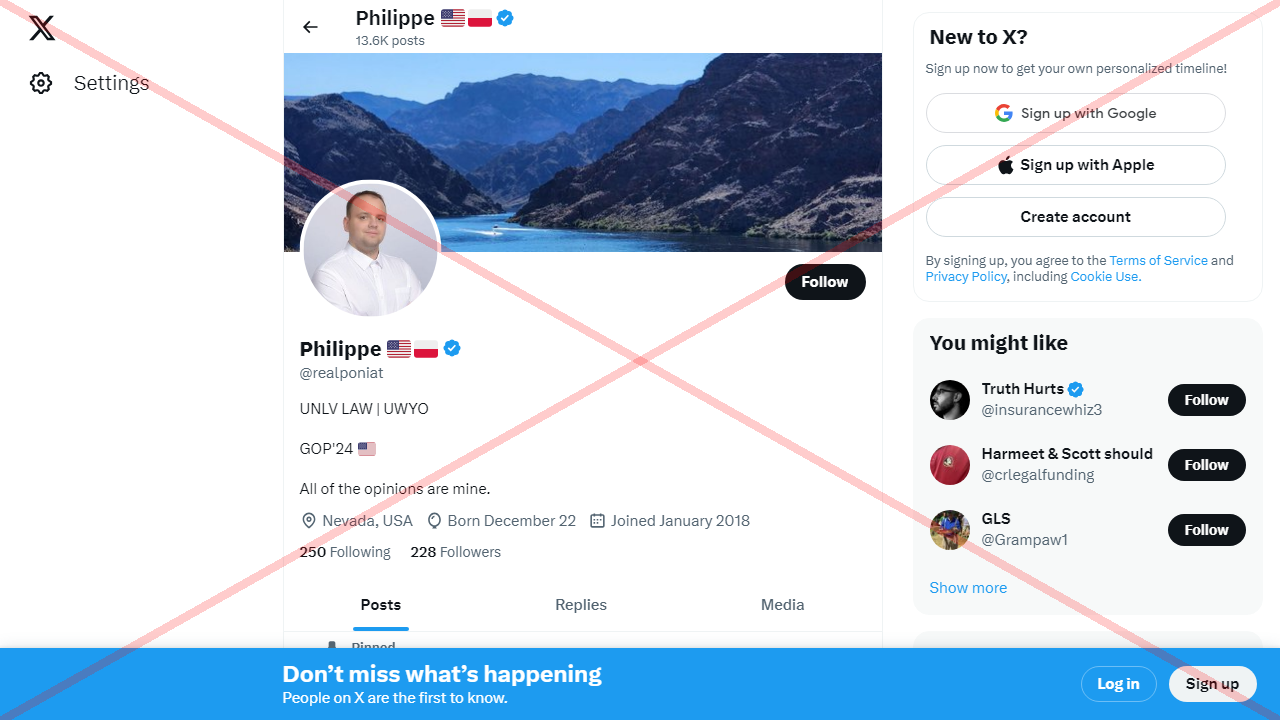 Settings
Philippe
13.6K posts
Follow
Philippe
@realponiat
UNLV LAW | UWYO
GOP'24
All of the opinions are mine.
Nevada, USA Born December 22 Joined January 2018
250 Following 228 Followers
Posts Replies Media
Pinned
New to X?
Sign up now to get your own personalized timeline!
Sign up with Google
Sign up with Apple
Create account
By signing up, you agree to the Terms of Service and
Privacy Policy, including Cookie Use.
You might like
Truth Hurts
@insurancewhiz3
Follow
Harmeet & Scott should
@crlegalfunding
Follow
GLS
@Grampaw1
Follow
Show more
Don’t miss what’s happening
People on X are the first to know.
Log in
Sign up